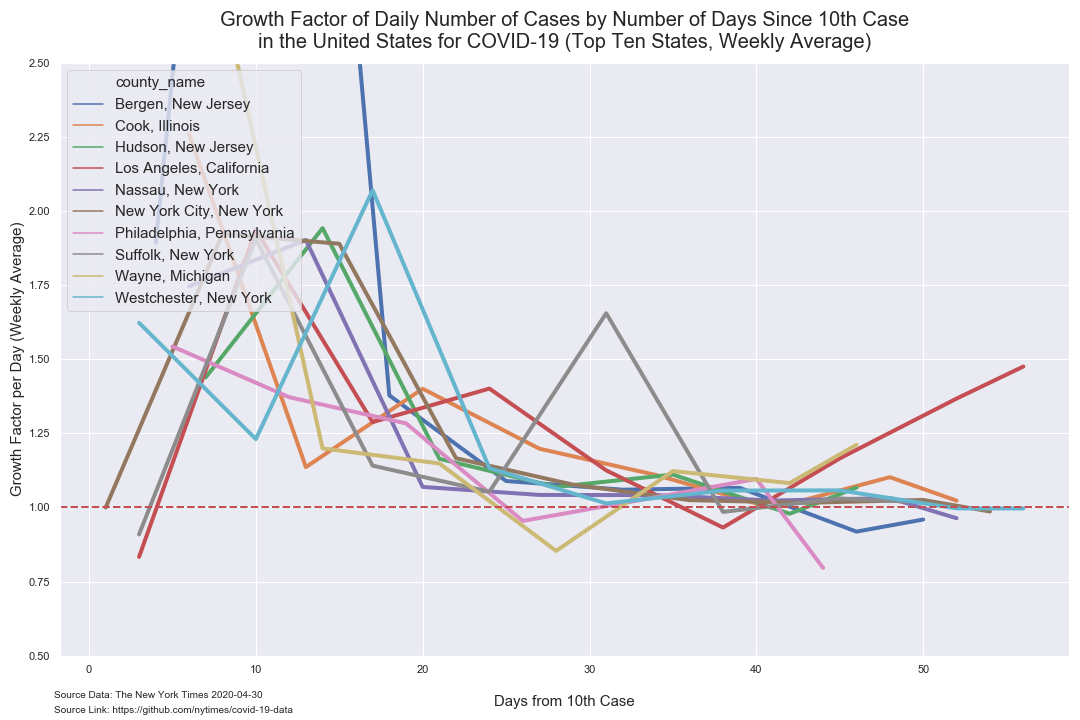 Growth Factor of Daily Number of Cases by Number of Days Since 10th Case
in the United States for COVID-19 (Top Ten States, Weekly Average)
Growth Factor per Day (Weekly Average)
2.50
2.25
2.00
1.75
1.50
1.25
1.00
0.75
0.50
county_name
Bergen, New Jersey
Cook, Illinois
Hudson, New Jersey
Los Angeles, California
Nassau, New York
New York City, New York
Philadelphia, Pennsylvania
Suffolk, New York
Wayne, Michigan
Westchester, New York
0 10 20 30 40 50
Days from 10th Case
Source Data: The New York Times 2020-04-30
Source Link: https://github.com/nytimes/covid-19-data